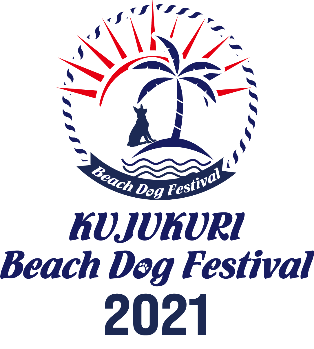 Beach Dog Festival
KUJUKURI
Beach Dog Festival
2021